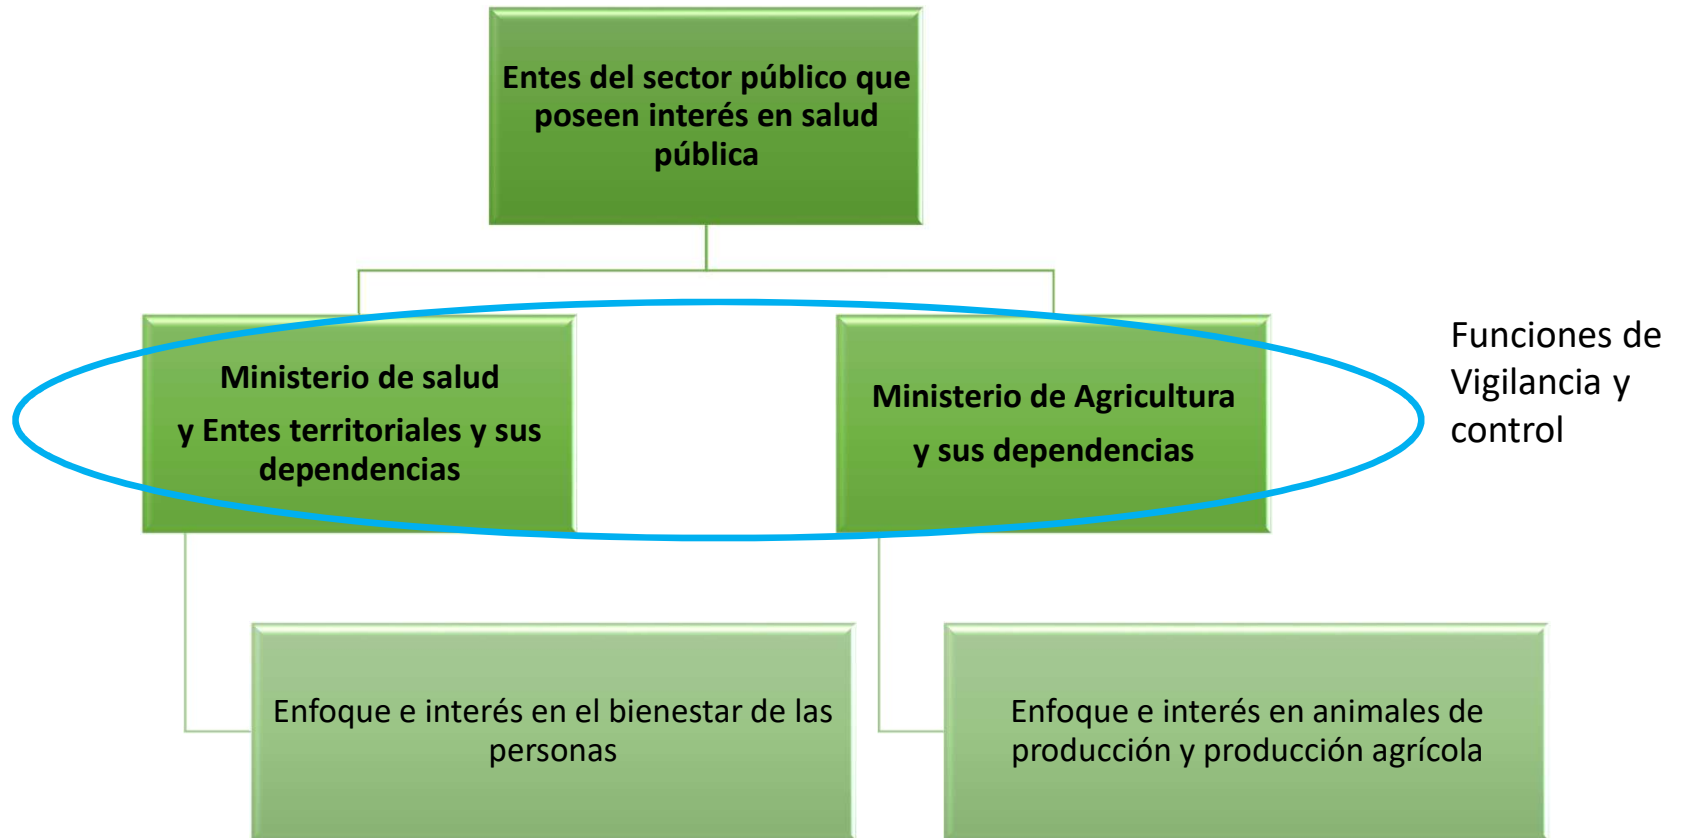 Entes del sector público que
poseen interés en salud
pública
Ministerio de salud
y Entes territoriales y sus
dependencias
Ministerio de Agricultura
y sus dependencias
Funciones de
Vigilancia y
control
Enfoque e interés en el bienestar de las
personas
Enfoque e interés en animales de
producción y producción agrícola